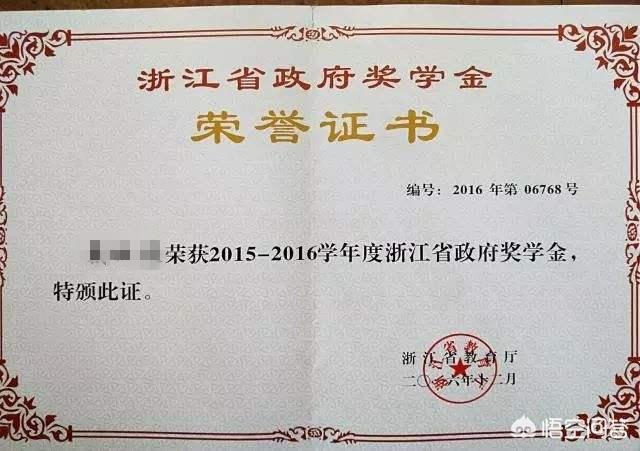 浙江省政府奖学金
荣誉证书
编号：2016 年第 06768 号
荣获2015-2016学年度浙江省政府奖学金，
特颁此证。
浙江省教育厅
二〇一六年十二月
悟空问答